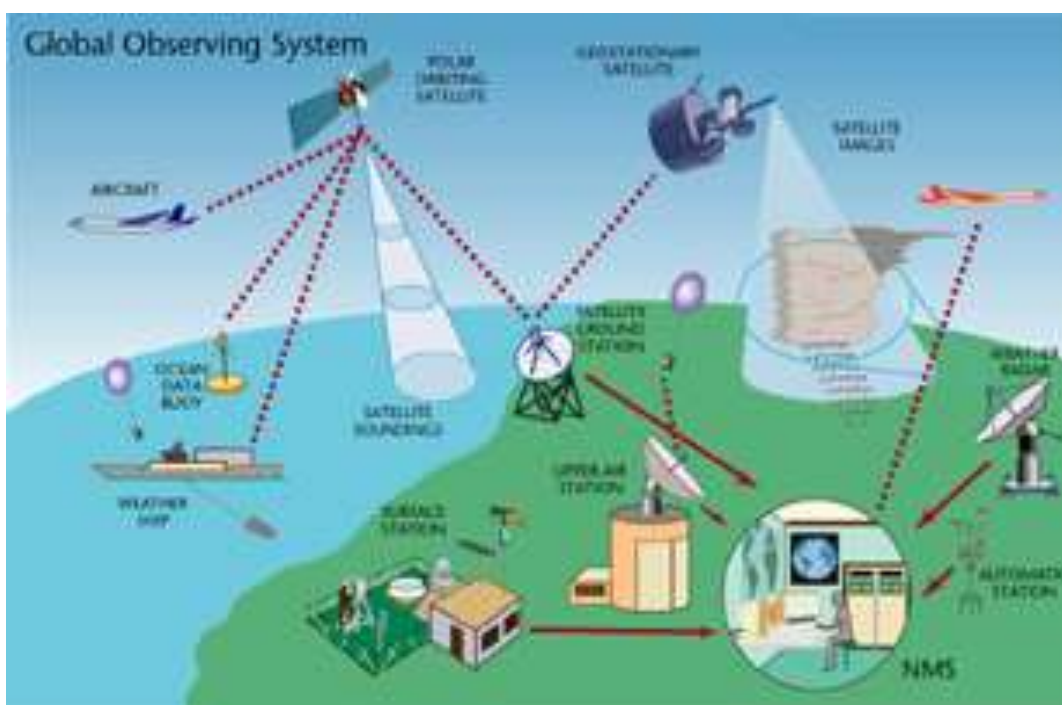 Global Observing System
POLAR
ORBITING
SATELLITE
GEOSTATIONARY
SATELLITE
SATELLITE
IMAGES
AIRCRAFT
SATELLITE
GROUND
STATION
OCEAN
DATA
BUOY
SATELLITE
SOUNDINGS
WEATHER
RADAR
UPPER AIR
STATION
WEATHER
SHIP
SURFACE
STATION
AUTOMATIC
STATION
NMS